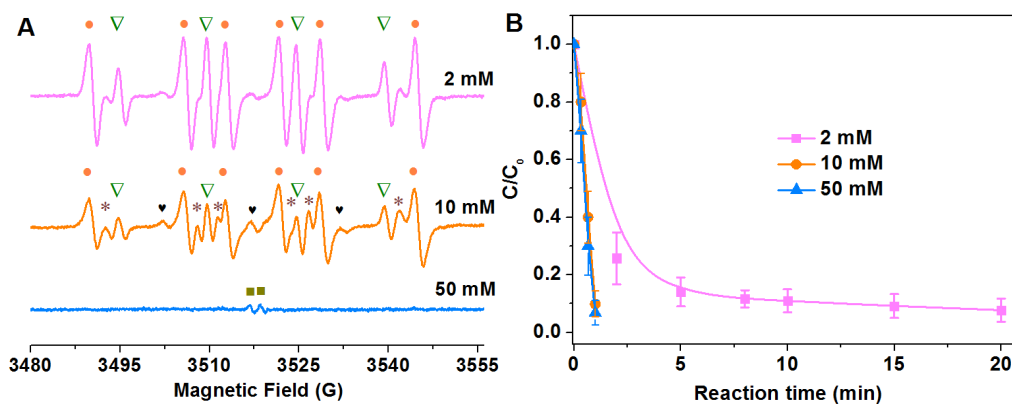 A
2 mM
10 mM
50 mM
3480 3495 3510 3525 3540 3555
Magnetic Field (G)
B
C/C₀
1.0
0.8
0.6
0.4
0.2
0.0
2 mM
10 mM
50 mM
0 5 10 15 20
Reaction time (min)